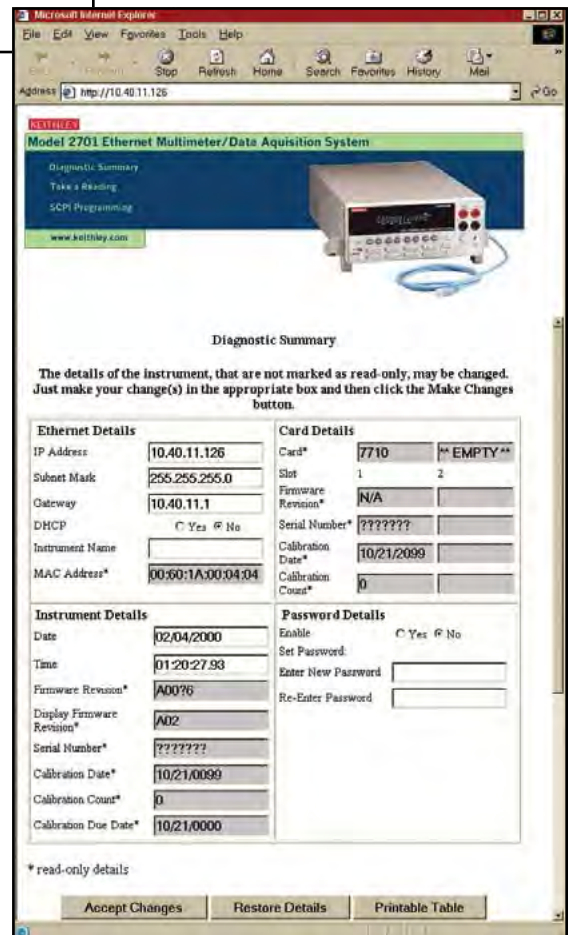 Microsoft Internet Explorer
File Edit View Favorites Tools Help
Stop Refresh Home Search Favorites History Mail
Address http://10.40.11.126 Go
KEITHLEY
Model 2701 Ethernet Multimeter/Data Aquisition System
Diagnostic Summary
Take a Reading
SCPI Programming
www.keithley.com
Diagnostic Summary
The details of the instrument, that are not marked as read-only, may be changed.
Just make your change(s) in the appropriate box and then click the Make Changes
button.
Ethernet Details
IP Address 10.40.11.126
Subnet Mask 255.255.255.0
Gateway 10.40.11.1
DHCP Yes No
Instrument Name
MAC Address* 00:60:1A:00:04:04
Card Details
Card* 7710 ** EMPTY **
Slot 1 2
Firmware
Revision* N/A
Serial Number* ???????
Calibration
Date* 10/21/2099
Calibration
Count* 0
Instrument Details
Date 02/04/2000
Time 01:20:27.93
Firmware Revision* A00?6
Display Firmware
Revision* A02
Serial Number* ???????
Calibration Date* 10/21/0099
Calibration Count* 0
Calibration Due Date* 10/21/0000
Password Details
Enable Yes No
Set Password:
Enter New Password
Re-Enter Password
* read-only details
Accept Changes Restore Details Printable Table